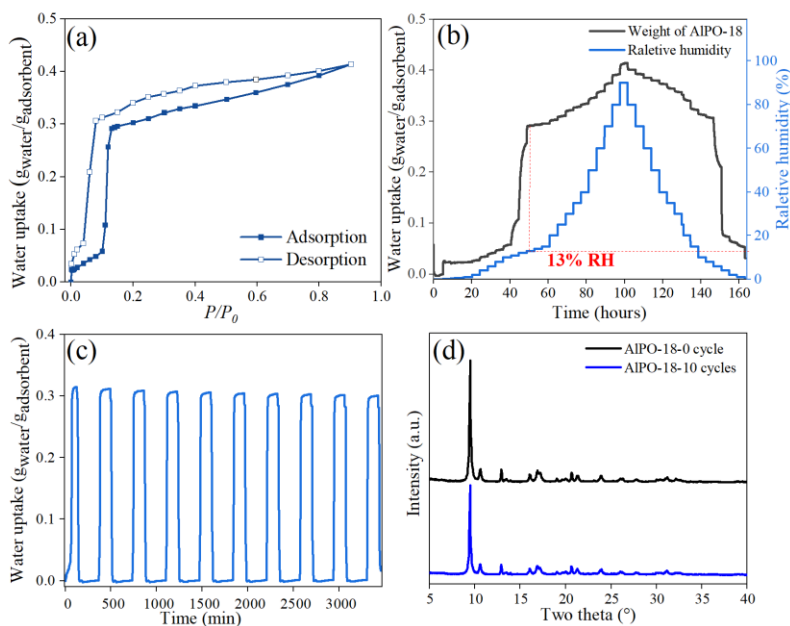 (a)
Water uptake (gwater/gadsorbent)
0.5
0.4
0.3
0.2
0.1
0.0
Adsorption
Desorption
0.0 0.2 0.4 0.6 0.8 1.0
P/P0
(b)
Water uptake (gwater/gadsorbent)
0.5
0.4
0.3
0.2
0.1
0.0
Weight of AlPO-18
Raletive humidity
100
80
60
40
20
0
Raletive humidity (%)
13% RH
0 20 40 60 80 100 120 140 160
Time (hours)
(c)
Water uptake (gwater/gadsorbent)
0.4
0.3
0.2
0.1
0.0
0 500 1000 1500 2000 2500 3000
Time (min)
(d)
Intensity (a.u.)
AlPO-18-0 cycle
AlPO-18-10 cycles
5 10 15 20 25 30 35 40
Two theta (°)